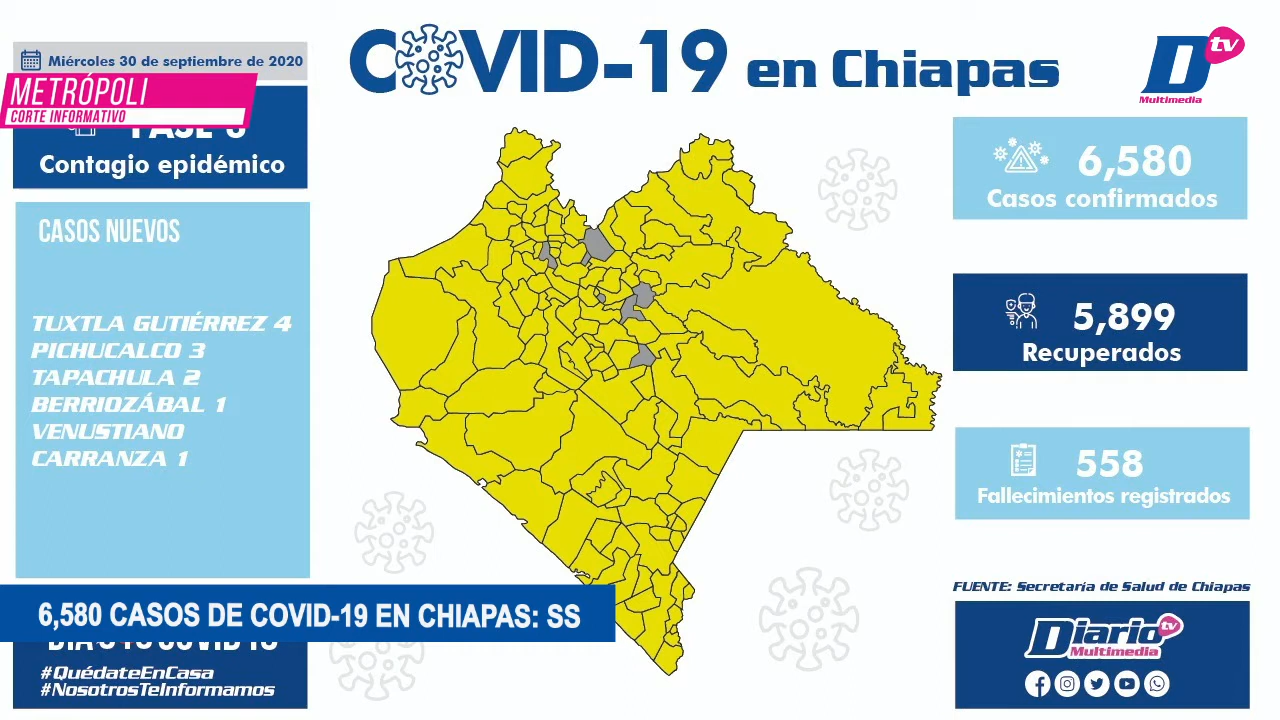 Miércoles 30 de septiembre de 2020
METRÓPOLI
CORTE INFORMATIVO
Contagio epidémico
CASOS NUEVOS
TUXTLA GUTIÉRREZ 4
PICHUCALCO 3
TAPACHULA 2
BERRIOZÁBAL 1
VENUSTIANO
CARRANZA 1
6,580 CASOS DE COVID-19 EN CHIAPAS: SS
#QuédateEnCasa
#NosotrosTeInformamos
COVID-19 en Chiapas
D tv
Multimedia
6,580
Casos confirmados
5,899
Recuperados
558
Fallecimientos registrados
FUENTE: Secretaría de Salud de Chiapas
Diario tv
Multimedia